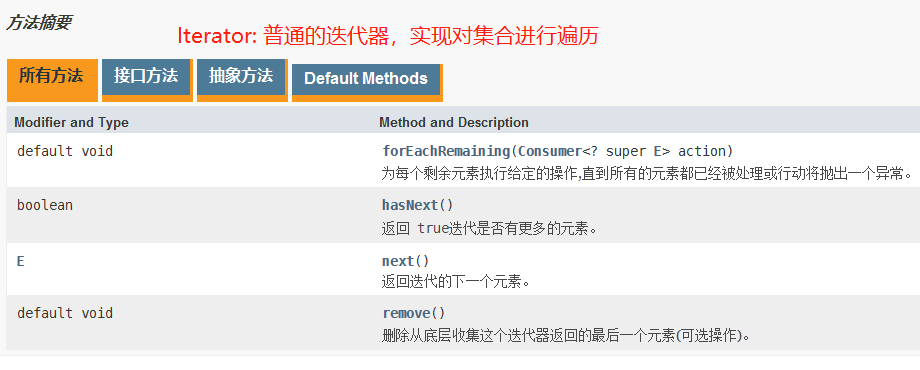 方法摘要
Iterator: 普通的迭代器，实现对集合进行遍历
所有方法 接口方法 抽象方法 Default Methods
Modifier and Type Method and Description
default void forEachRemaining(Consumer<? super E> action)
为每个剩余元素执行给定的操作,直到所有的元素都已经被处理或行动将抛出一个异常。
boolean hasNext()
返回 true迭代是否有更多的元素。
E next()
返回迭代的下一个元素。
default void remove()
删除从底层收集这个迭代器返回的最后一个元素(可选操作)。